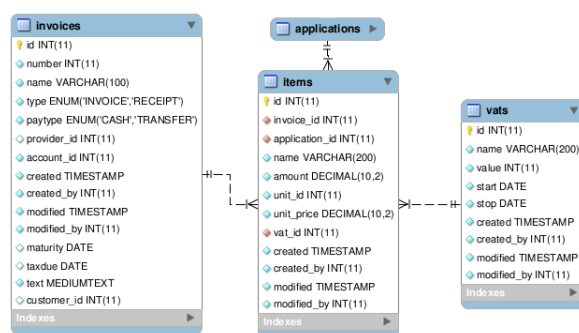 invoices
id INT(11)
number INT(11)
name VARCHAR(100)
type ENUM('INVOICE','RECEIPT')
paytype ENUM('CASH','TRANSFER')
provider_id INT(11)
account_id INT(11)
created TIMESTAMP
created_by INT(11)
modified TIMESTAMP
modified_by INT(11)
maturity DATE
taxdue DATE
text MEDIUMTEXT
customer_id INT(11)
Indexes
applications
items
id INT(11)
invoice_id INT(11)
application_id INT(11)
name VARCHAR(200)
amount DECIMAL(10,2)
unit_id INT(11)
unit_price DECIMAL(10,2)
vat_id INT(11)
created TIMESTAMP
created_by INT(11)
modified TIMESTAMP
modified_by INT(11)
Indexes
vats
id INT(11)
name VARCHAR(200)
value INT(11)
start DATE
stop DATE
created TIMESTAMP
created_by INT(11)
modified TIMESTAMP
modified_by INT(11)
Indexes